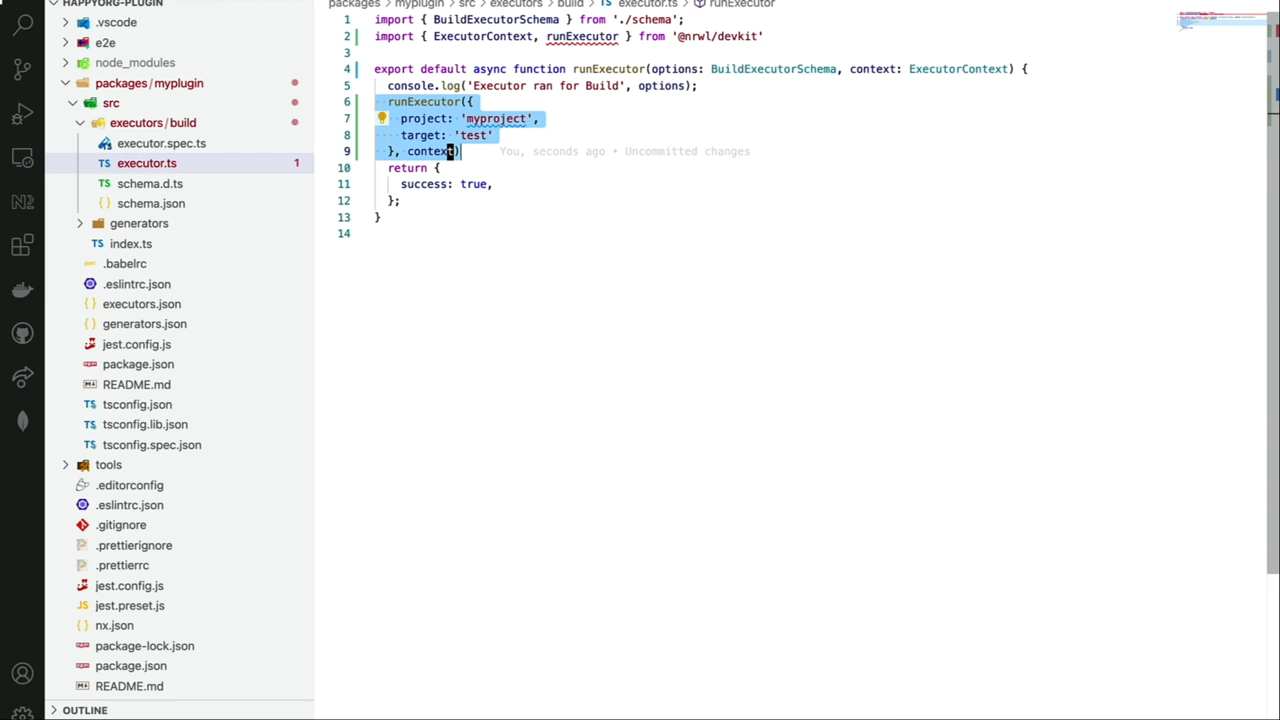 HAPPYORG-PLUGIN
.vscode
e2e
node_modules
packages/myplugin
src
executors/build
executor.spec.ts
TS executor.ts 1
TS schema.d.ts
{} schema.json
generators
TS index.ts
.babelrc
.eslintrc.json
{} executors.json
{} generators.json
jest.config.js
package.json
README.md
TS tsconfig.json
TS tsconfig.lib.json
TS tsconfig.spec.json
tools
.editorconfig
.eslintrc.json
.gitignore
.prettierignore
.prettierrc
jest.config.js
JS jest.preset.js
{} nx.json
package-lock.json
package.json
README.md
OUTLINE
packages > myplugin > src > executors > build > TS executor.ts > runExecutor
1 import { BuildExecutorSchema } from './schema';
2 import { ExecutorContext, runExecutor } from '@nrwl/devkit'
3
4 export default async function runExecutor(options: BuildExecutorSchema, context: ExecutorContext) {
5 console.log('Executor ran for Build', options);
6 runExecutor({
7 project: 'myproject',
8 target: 'test'
9 }, context) You, seconds ago • Uncommitted changes
10 return {
11 success: true,
12 };
13 }
14